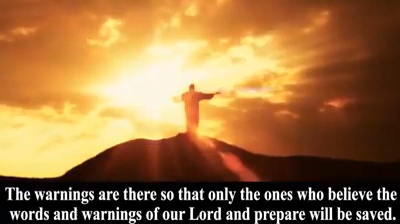 The warnings are there so that only the ones who believe the
words and warnings of our Lord and prepare will be saved.